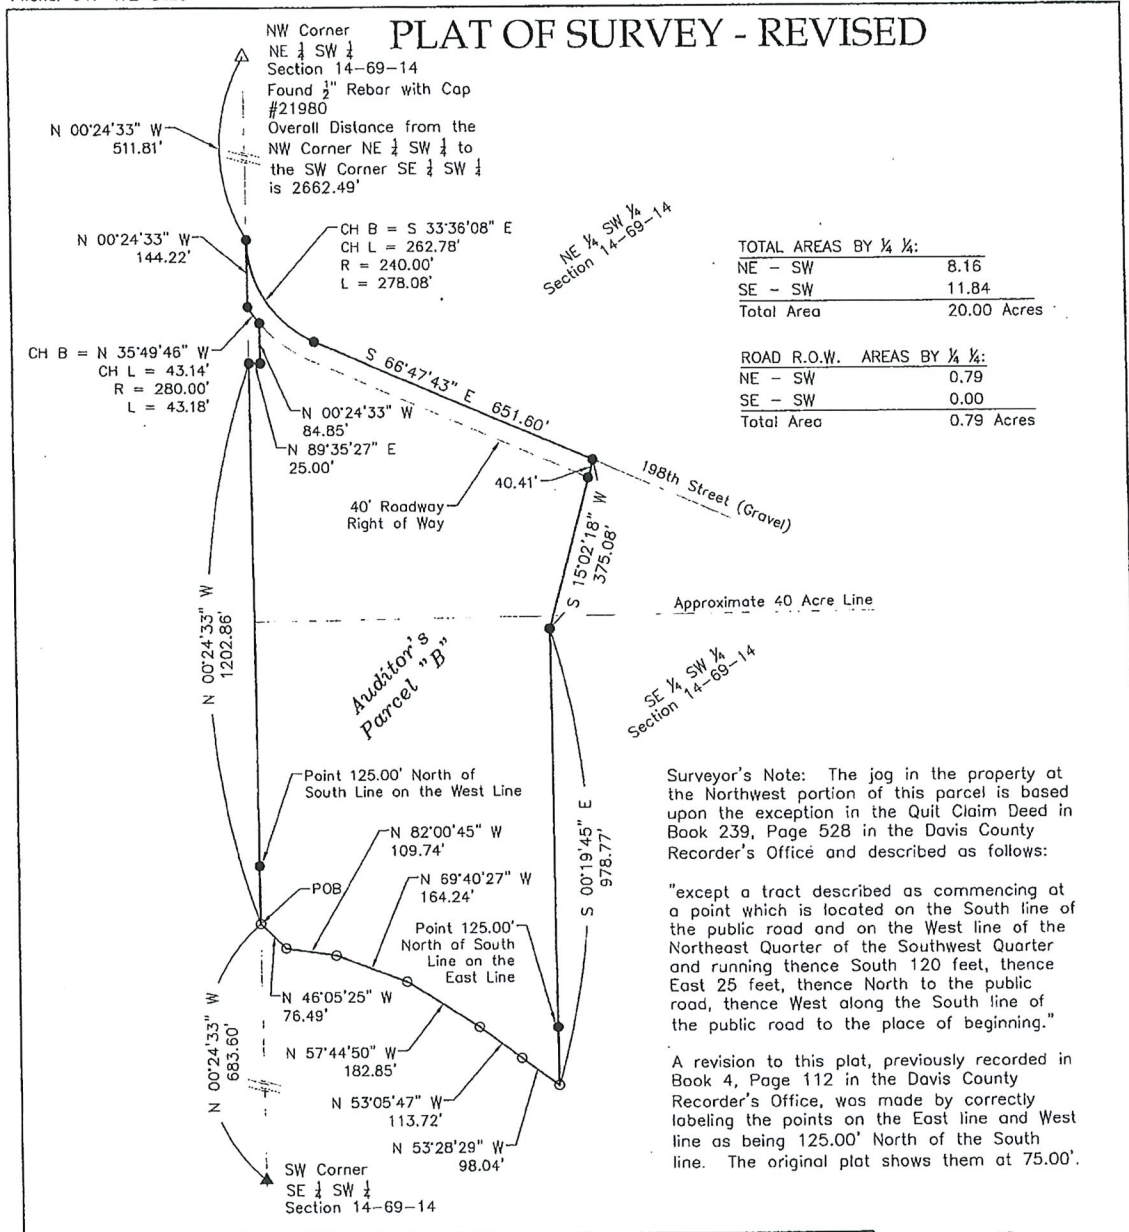 PLAT OF SURVEY - REVISED
NW Corner
NE ¼ SW ¼
Section 14-69-14
Found ½" Rebar with Cap
#21980
Overall Distance from the
NW Corner NE ¼ SW ¼ to
the SW Corner SE ¼ SW ¼
is 2662.49'
N 00°24'33" W
511.81'
N 00°24'33" W
144.22'
CH B = S 33°36'08" E
CH L = 262.78'
R = 240.00'
L = 278.08'
NE ¼ SW ¼
Section 14-69-14
TOTAL AREAS BY ¼ ¼:
NE - SW 8.16
SE - SW 11.84
Total Area 20.00 Acres
ROAD R.O.W. AREAS BY ¼ ¼:
NE - SW 0.79
SE - SW 0.00
Total Area 0.79 Acres
CH B = N 35°49'46" W
CH L = 43.14'
R = 280.00'
L = 43.18'
S 66°47'43" E 651.60'
N 00°24'33" W
84.85'
N 89°35'27" E
25.00'
40.41'
198th Street (Gravel)
40' Roadway
Right of Way
S 15°02'18" W
375.08'
Approximate 40 Acre Line
N 00°24'33" W
1202.86'
Auditor's
Parcel "B"
SE ¼ SW ¼
Section 14-69-14
Point 125.00' North of
South Line on the West Line
N 82°00'45" W
109.74'
POB
N 69°40'27" W
164.24'
Point 125.00'
North of South
Line on the
East Line
S 00°19'45" E
978.77'
N 46°05'25" W
76.49'
N 57°44'50" W
182.85'
N 53°05'47" W
113.72'
N 53°28'29" W
98.04'
N 00°24'33" W
683.60'
SW Corner
SE ¼ SW ¼
Section 14-69-14
Surveyor's Note: The jog in the property at
the Northwest portion of this parcel is based
upon the exception in the Quit Claim Deed in
Book 239, Page 528 in the Davis County
Recorder's Office and described as follows:
"except a tract described as commencing at
a point which is located on the South line of
the public road and on the West line of the
Northeast Quarter of the Southwest Quarter
and running thence South 120 feet, thence
East 25 feet, thence North to the public
road, thence West along the South line of
the public road to the place of beginning."
A revision to this plat, previously recorded in
Book 4, Page 112 in the Davis County
Recorder's Office, was made by correctly
labeling the points on the East line and West
line as being 125.00' North of the South
line. The original plat shows them at 75.00'.